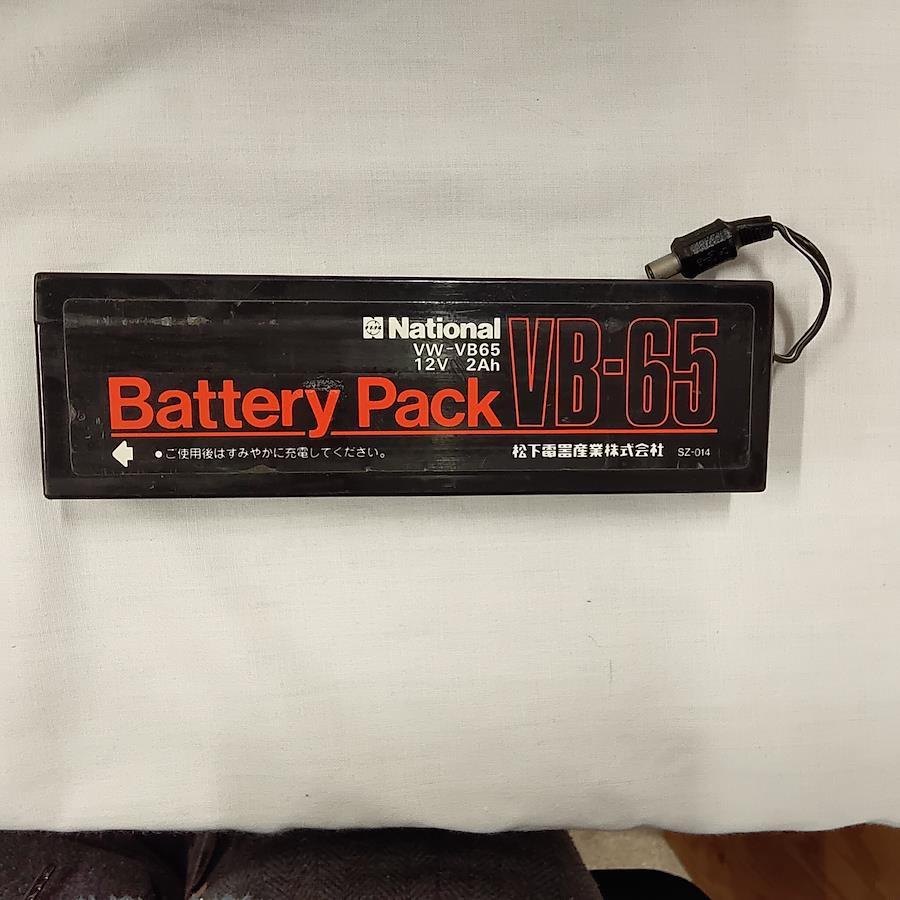 National
VW-VB65
12V 2Ah
VB-65
Battery Pack
●ご使用後はすみやかに充電してください。
松下電器産業株式会社 SZ-014